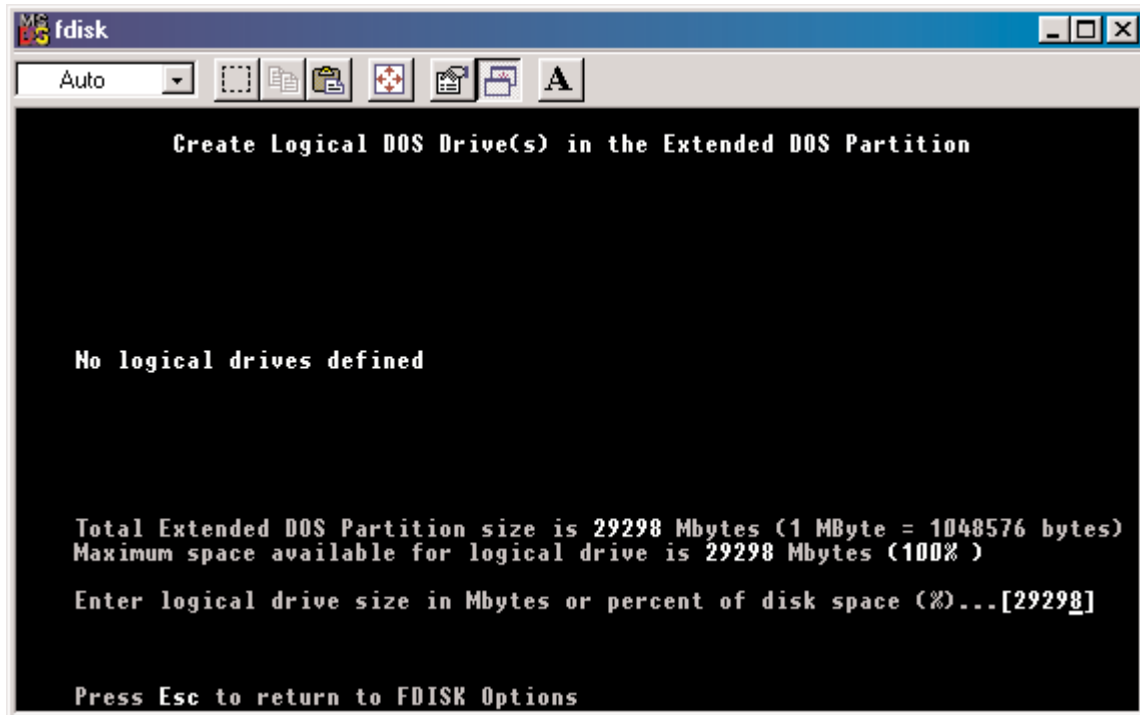 fdisk
Auto
A
Create Logical DOS Drive(s) in the Extended DOS Partition
No logical drives defined
Total Extended DOS Partition size is 29298 Mbytes (1 MByte = 1048576 bytes)
Maximum space available for logical drive is 29298 Mbytes (100% )
Enter logical drive size in Mbytes or percent of disk space (%)...[29298]
Press Esc to return to FDISK Options